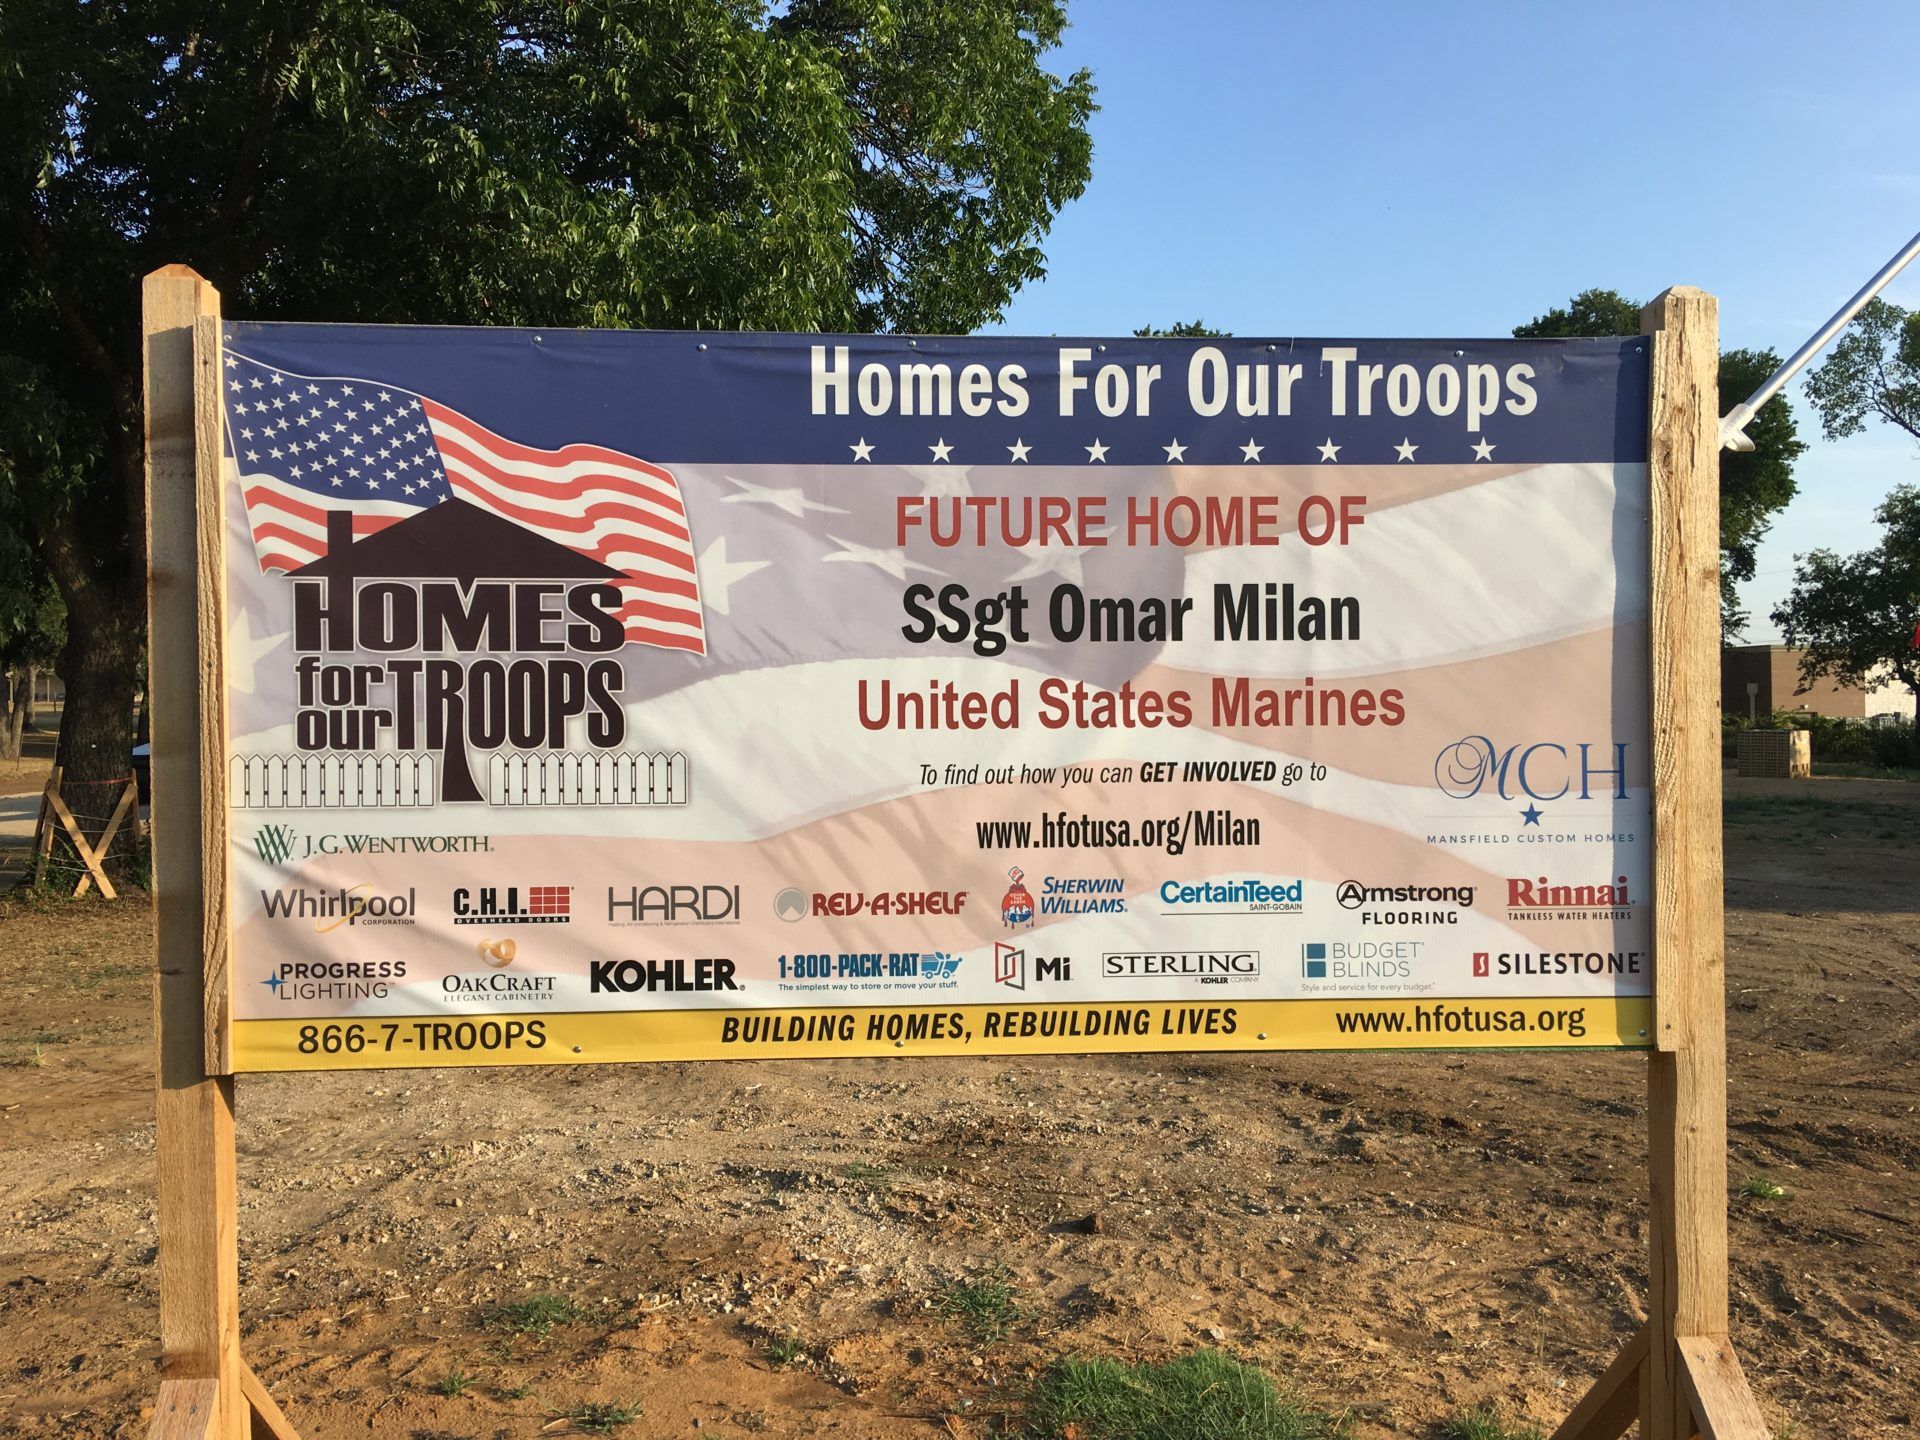 Homes For Our Troops
FUTURE HOME OF
SSgt Omar Milan
United States Marines
To find out how you can GET INVOLVED go to
www.hfotusa.org/Milan
HOMES
for our TROOPS
MCH
MANSFIELD CUSTOM HOMES
J.G. WENTWORTH®
Whirlpool CORPORATION
C.H.I. OVERHEAD DOORS
HARDI
REV-A-SHELF®
COVER THE EARTH
SHERWIN WILLIAMS®
CertainTeed SAINT-GOBAIN
Armstrong® FLOORING
Rinnai® TANKLESS WATER HEATERS
PROGRESS LIGHTING™
OAKCRAFT ELEGANT CABINETRY
KOHLER®
1-800-PACK-RAT
The simplest way to store or move your stuff.
Mi
STERLING®
A KOHLER COMPANY
BUDGET BLINDS®
Style and service for every budget.®
S SILESTONE®
866-7-TROOPS
BUILDING HOMES, REBUILDING LIVES
www.hfotusa.org